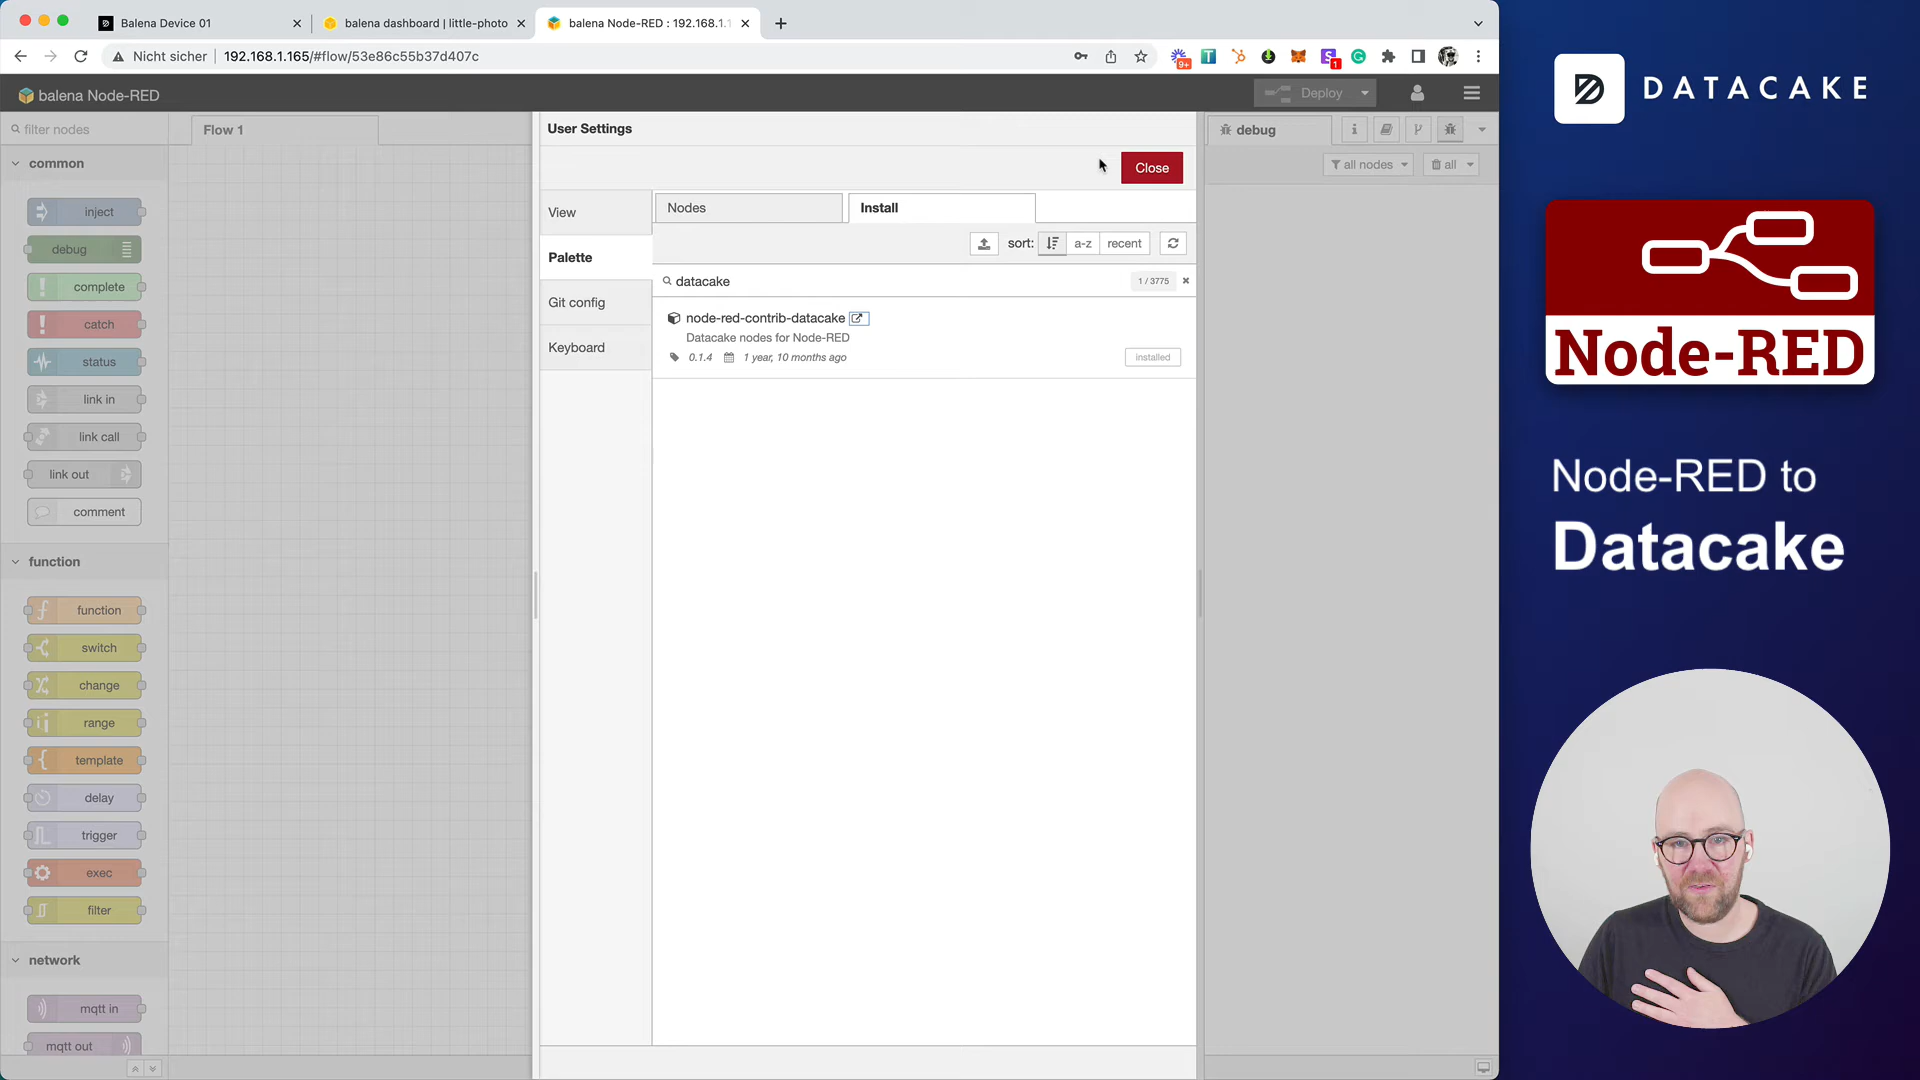 Balena Device 01
balena dashboard | little-photo
balena Node-RED : 192.168.1.1
Nicht sicher
192.168.1.165/#flow/53e86c55b37d407c
9+
T
S
1
G
balena Node-RED
Deploy
filter nodes
common
inject
debug
complete
catch
status
link in
link call
link out
comment
function
function
switch
change
range
template
delay
trigger
exec
filter
network
mqtt in
mqtt out
Flow 1
User Settings
Close
View
Palette
Git config
Keyboard
Nodes
Install
sort:
a-z
recent
datacake
1 / 3775
node-red-contrib-datacake
Datacake nodes for Node-RED
0.1.4
1 year, 10 months ago
installed
debug
i
all nodes
all
DATACAKE
Node-RED
Node-RED to
Datacake